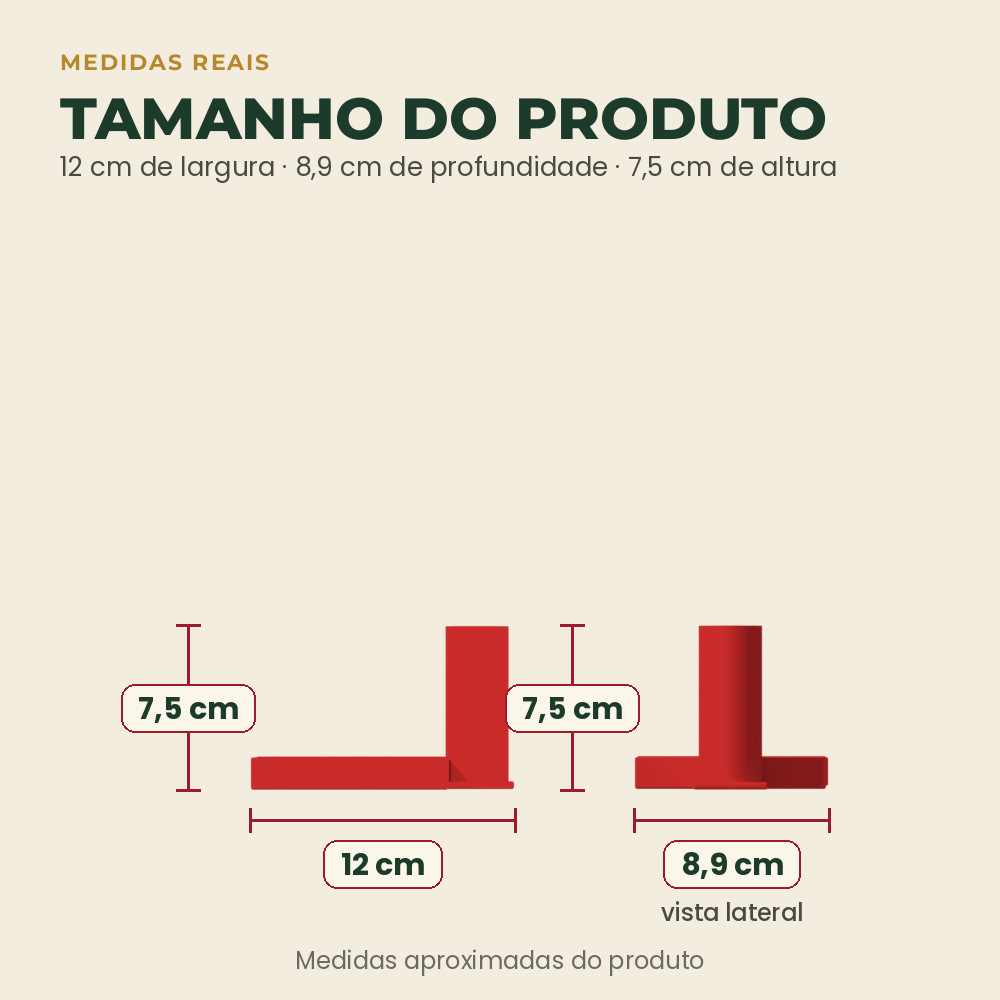 MEDIDAS REAIS
TAMANHO DO PRODUTO
12 cm de largura · 8,9 cm de profundidade · 7,5 cm de altura
7,5 cm
7,5 cm
12 cm
8,9 cm
vista lateral
Medidas aproximadas do produto